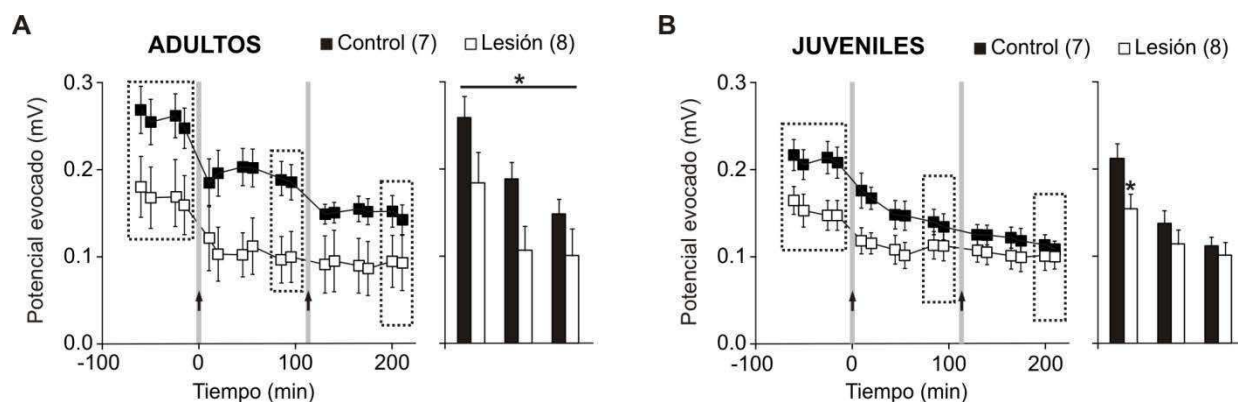 A
ADULTOS
■ Control (7) □ Lesión (8)
Potencial evocado (mV)
0.3
0.2
0.1
0.0
*
-100 0 100 200
Tiempo (min)
B
JUVENILES
■ Control (7) □ Lesión (8)
Potencial evocado (mV)
0.3
0.2
0.1
0.0
*
-100 0 100 200
Tiempo (min)